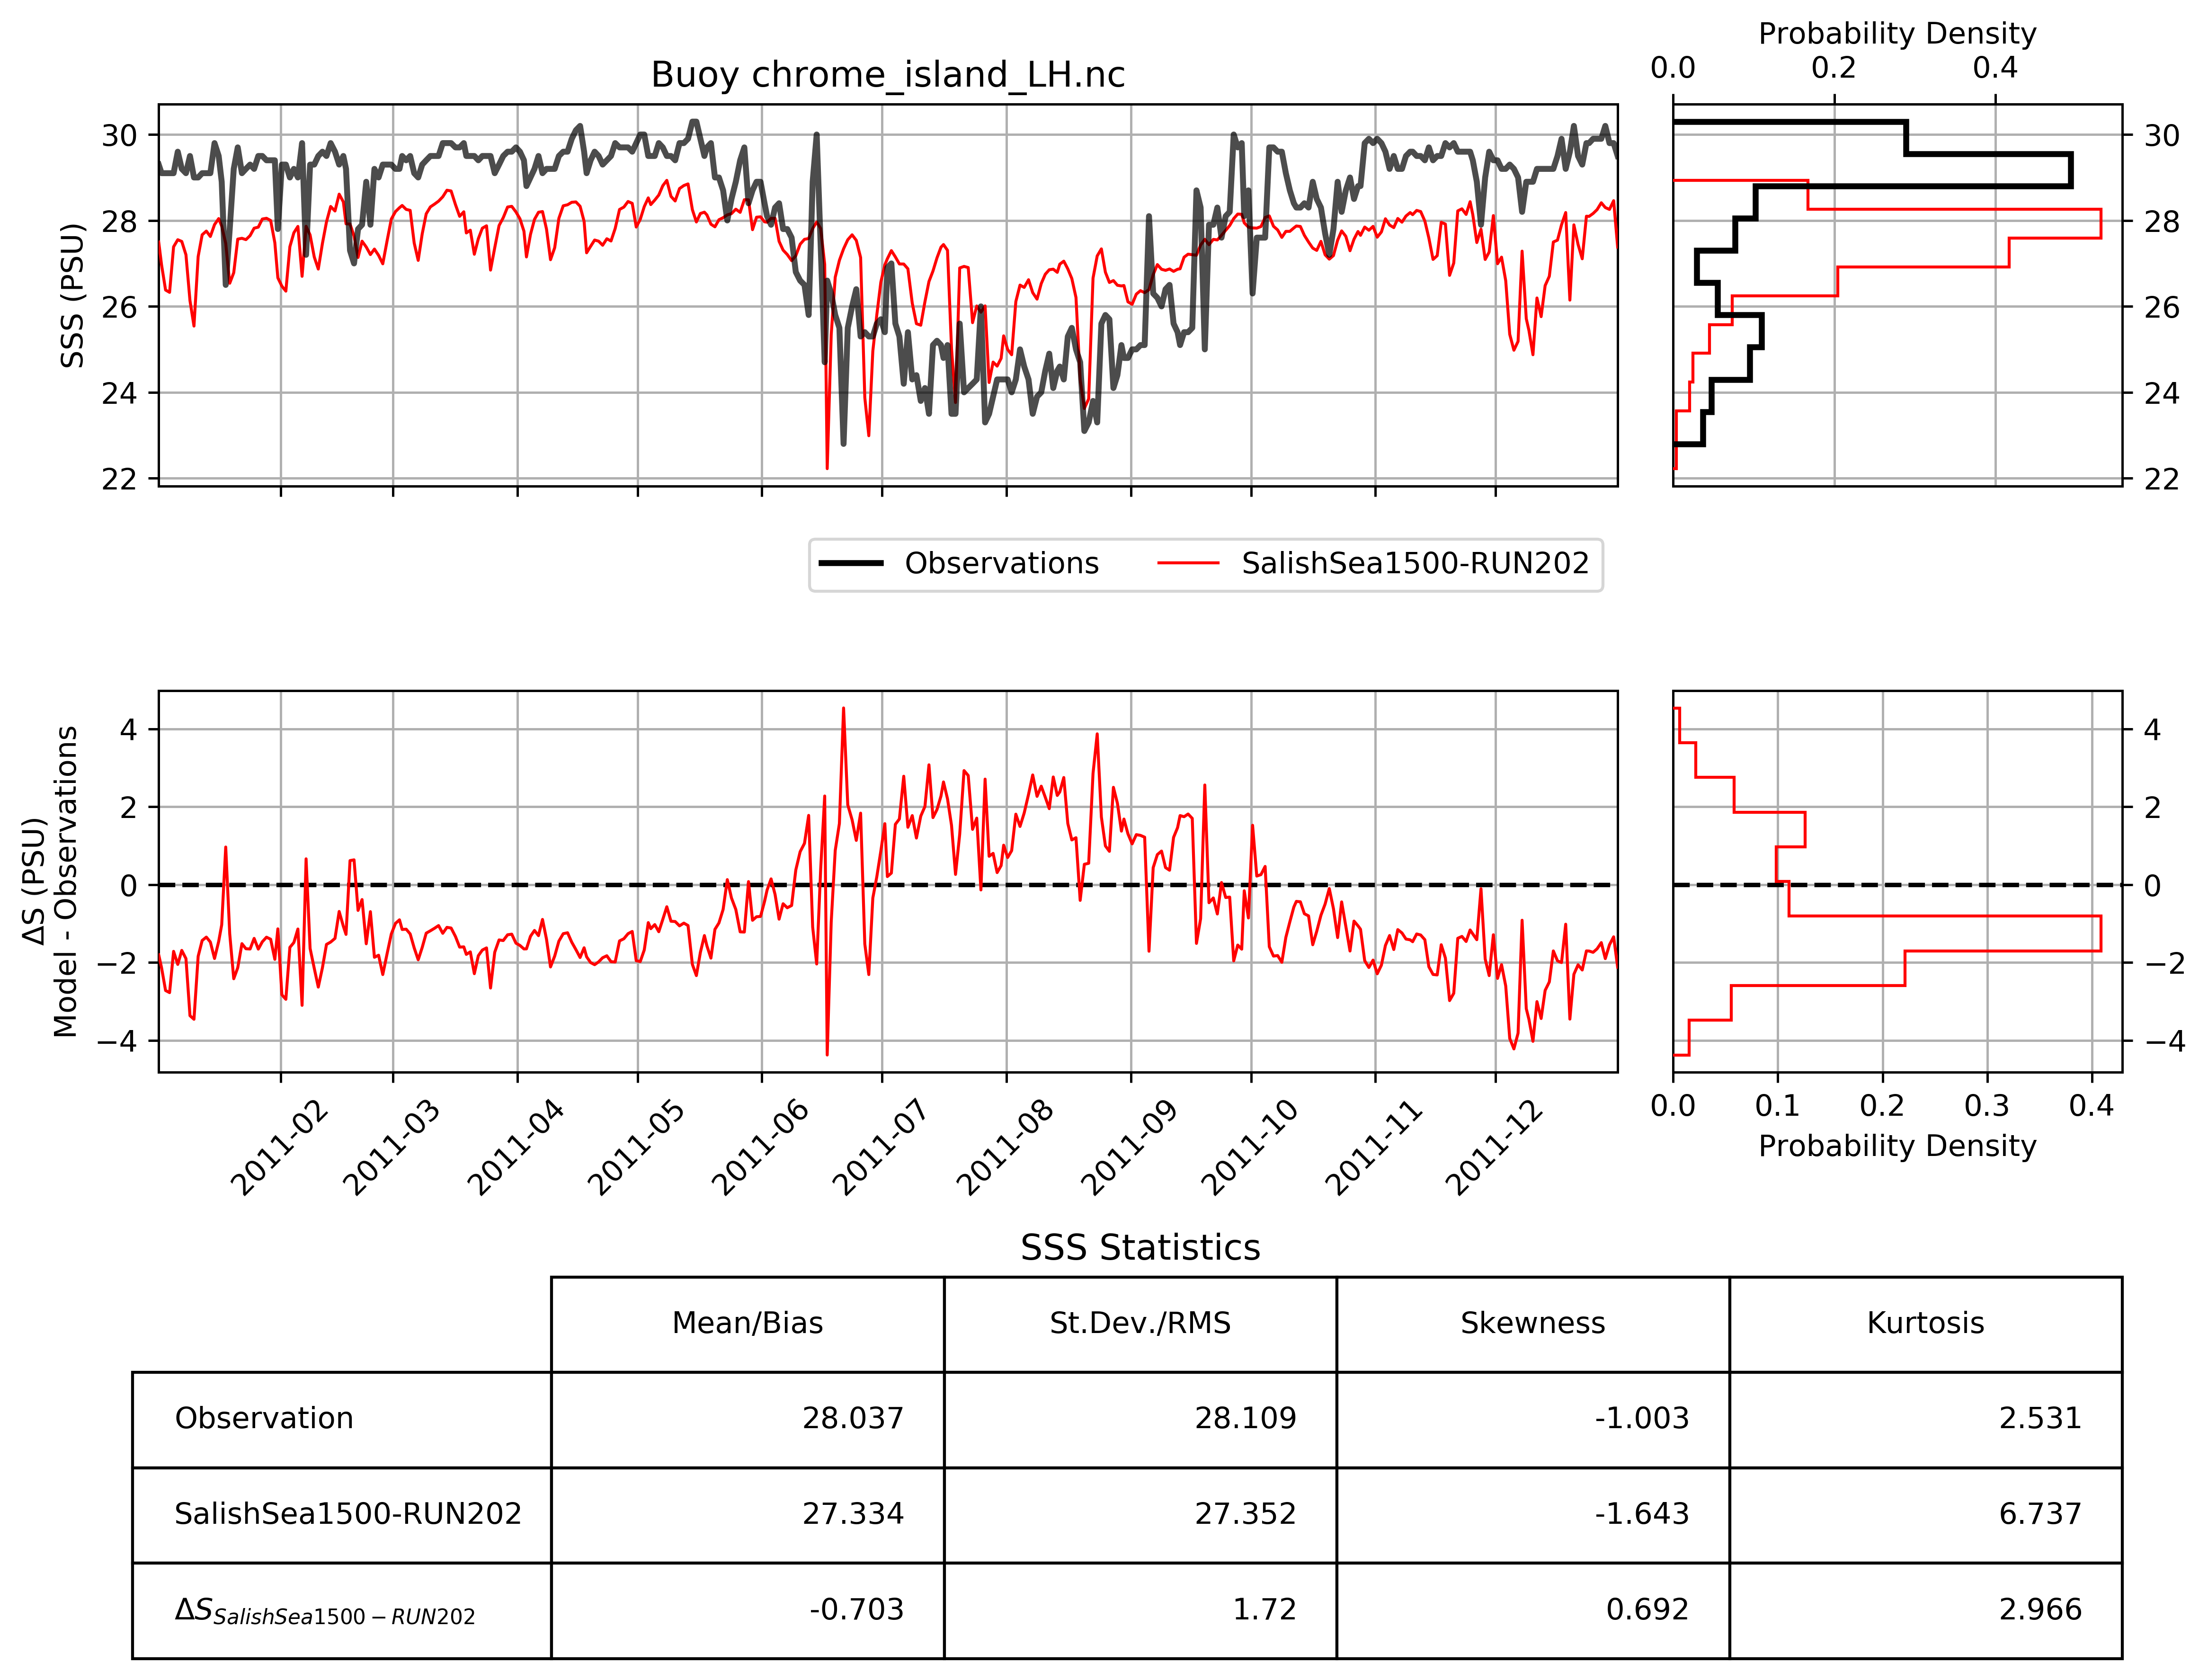 Probability Density
0.0 0.2 0.4
Buoy chrome_island_LH.nc
SSS (PSU)
30
28
26
24
22
30
28
26
24
22
Observations SalishSea1500-RUN202
ΔS (PSU)
Model - Observations
4
2
0
−2
−4
4
2
0
−2
−4
2011-02 2011-03 2011-04 2011-05 2011-06 2011-07 2011-08 2011-09 2011-10 2011-11 2011-12
0.0 0.1 0.2 0.3 0.4
Probability Density
SSS Statistics
Mean/Bias St.Dev./RMS Skewness Kurtosis
Observation 28.037 28.109 -1.003 2.531
SalishSea1500-RUN202 27.334 27.352 -1.643 6.737
ΔS SalishSea1500−RUN202 -0.703 1.72 0.692 2.966